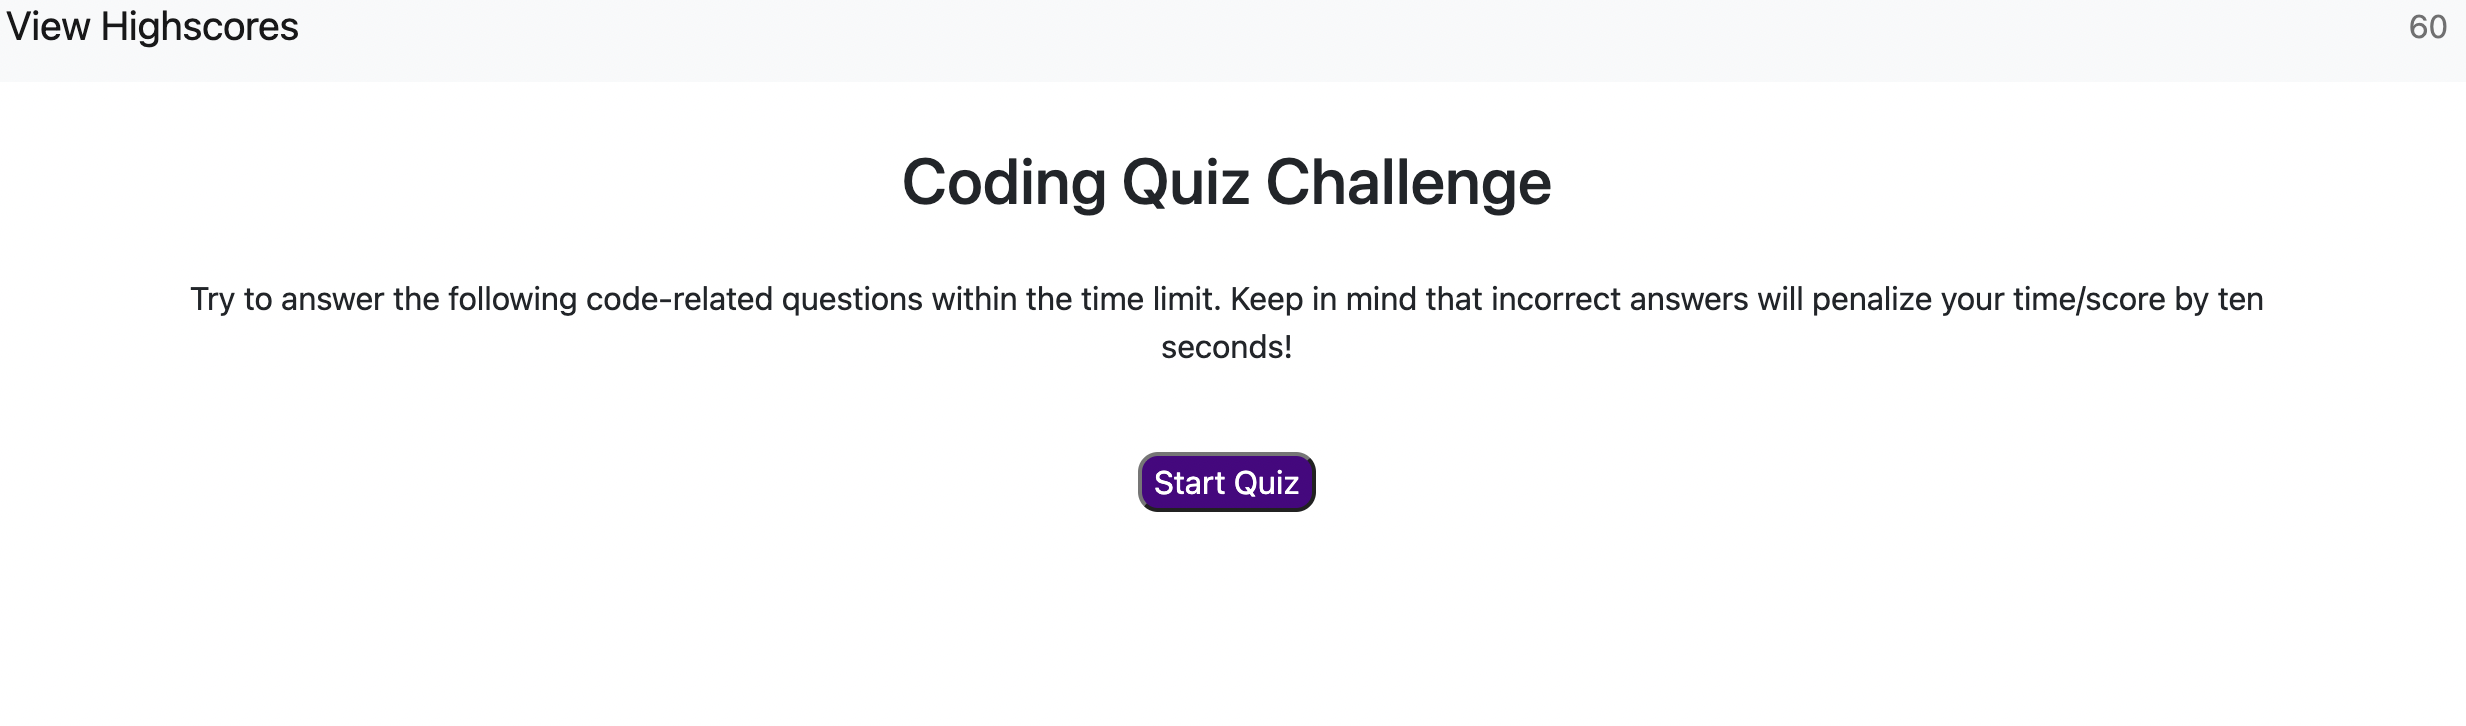 View Highscores
60
Coding Quiz Challenge
Try to answer the following code-related questions within the time limit. Keep in mind that incorrect answers will penalize your time/score by ten
seconds!
Start Quiz